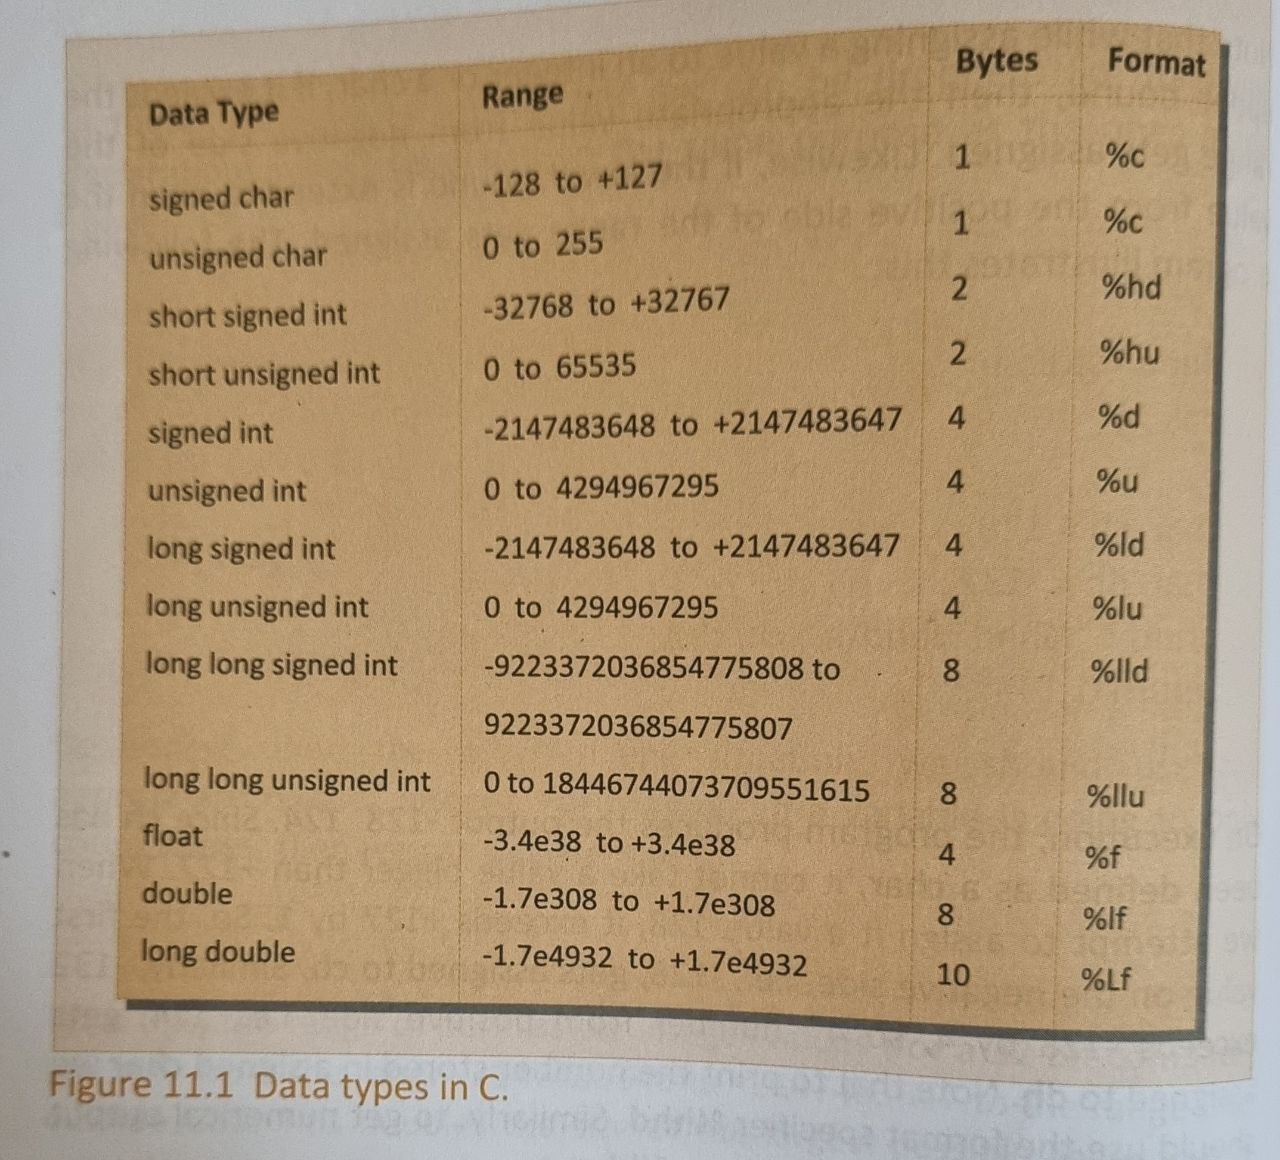 Data Type Range Bytes Format
signed char -128 to +127 1 %c
unsigned char 0 to 255 1 %c
short signed int -32768 to +32767 2 %hd
short unsigned int 0 to 65535 2 %hu
signed int -2147483648 to +2147483647 4 %d
unsigned int 0 to 4294967295 4 %u
long signed int -2147483648 to +2147483647 4 %ld
long unsigned int 0 to 4294967295 4 %lu
long long signed int -9223372036854775808 to 8 %lld
9223372036854775807
long long unsigned int 0 to 18446744073709551615 8 %llu
float -3.4e38 to +3.4e38 4 %f
double -1.7e308 to +1.7e308 8 %lf
long double -1.7e4932 to +1.7e4932 10 %Lf
Figure 11.1 Data types in C.